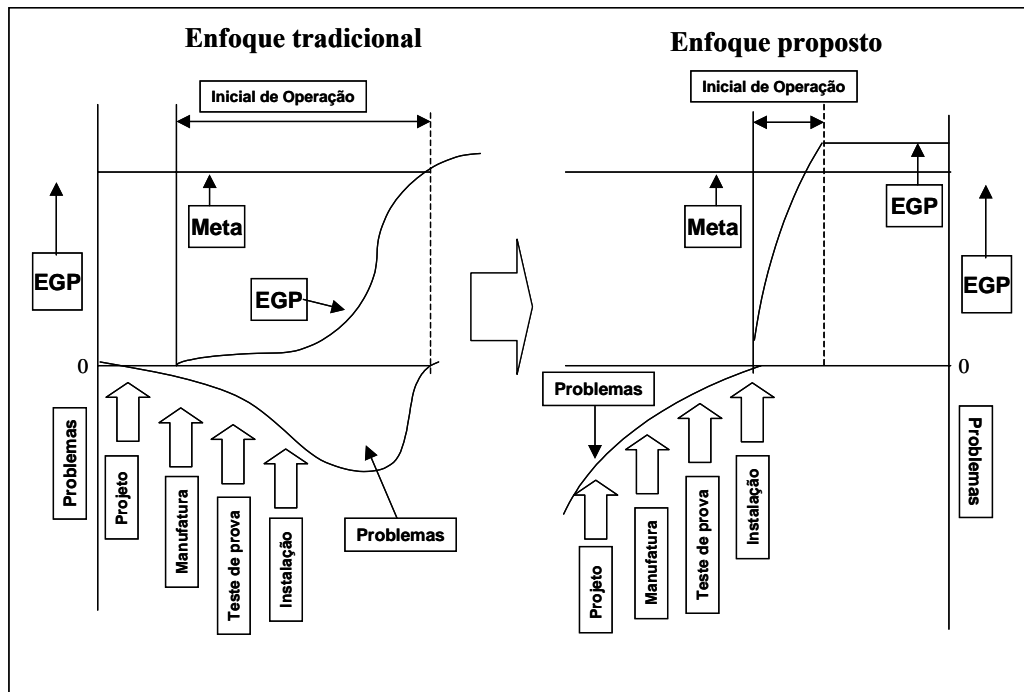 Enfoque tradicional
Inicial de Operação
Meta
EGP
EGP
0
Problemas
Projeto
Manufatura
Teste de prova
Instalação
Problemas
Enfoque proposto
Inicial de Operação
Meta
EGP
EGP
0
Problemas
Projeto
Manufatura
Teste de prova
Instalação
Problemas